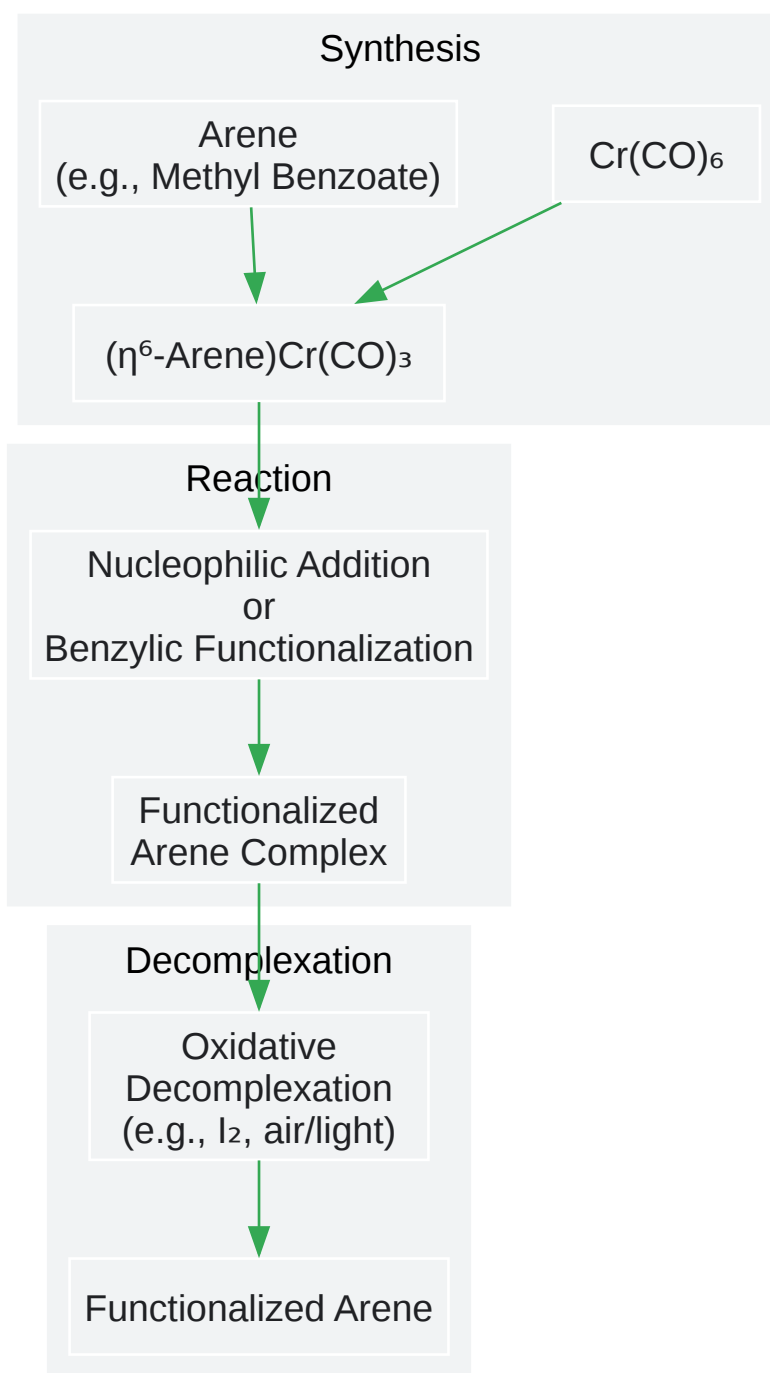 Synthesis
Arene
(e.g., Methyl Benzoate)
Cr(CO)₆
(η⁶-Arene)Cr(CO)₃
Reaction
Nucleophilic Addition
or
Benzylic Functionalization
Functionalized
Arene Complex
Decomplexation
Oxidative
Decomplexation
(e.g., I₂, air/light)
Functionalized Arene